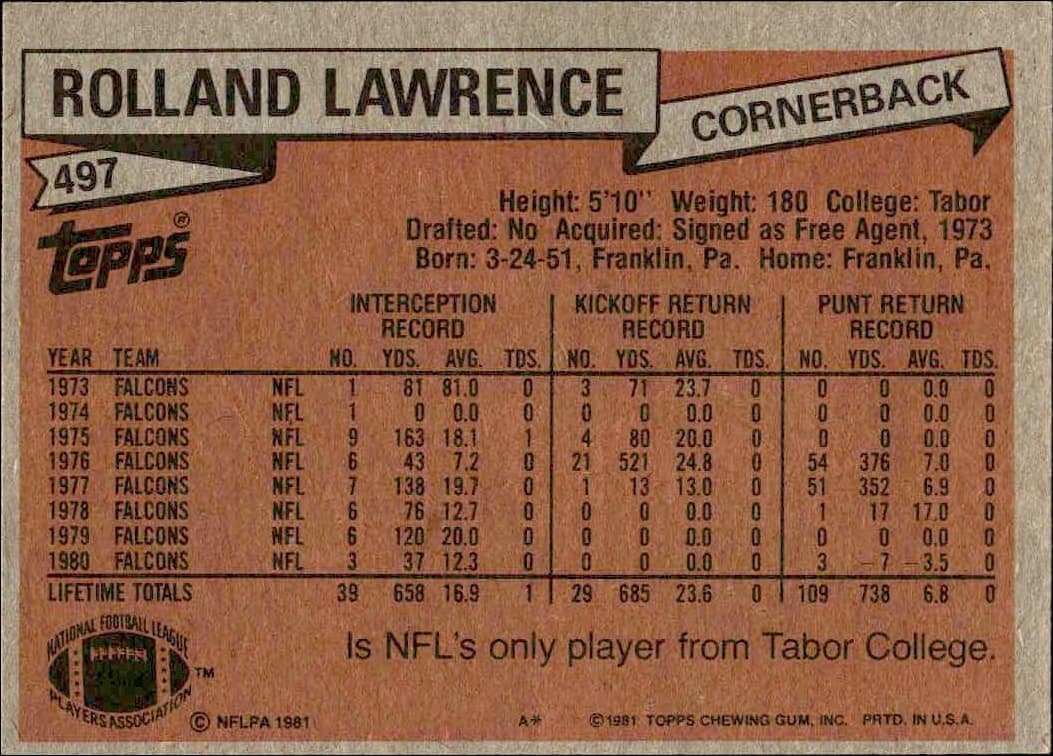 ROLLAND LAWRENCE
CORNERBACK
497
Topps®
Height: 5'10" Weight: 180 College: Tabor
Drafted: No Acquired: Signed as Free Agent, 1973
Born: 3-24-51, Franklin, Pa. Home: Franklin, Pa.
INTERCEPTION RECORD KICKOFF RETURN RECORD PUNT RETURN RECORD
YEAR TEAM NO. YDS. AVG. TDS. NO. YDS. AVG. TDS. NO. YDS. AVG. TDS.
1973 FALCONS NFL 1 81 81.0 0 3 71 23.7 0 0 0 0.0 0
1974 FALCONS NFL 1 0 0.0 0 0 0 0.0 0 0 0 0.0 0
1975 FALCONS NFL 9 163 18.1 1 4 80 20.0 0 0 0 0.0 0
1976 FALCONS NFL 6 43 7.2 0 21 521 24.8 0 54 376 7.0 0
1977 FALCONS NFL 7 138 19.7 0 1 13 13.0 0 51 352 6.9 0
1978 FALCONS NFL 6 76 12.7 0 0 0 0.0 0 1 17 17.0 0
1979 FALCONS NFL 6 120 20.0 0 0 0 0.0 0 0 0 0.0 0
1980 FALCONS NFL 3 37 12.3 0 0 0 0.0 0 3 -7 -3.5 0
LIFETIME TOTALS 39 658 16.9 1 29 685 23.6 0 109 738 6.8 0
NATIONAL FOOTBALL LEAGUE
PLAYERS ASSOCIATION
TM
Is NFL's only player from Tabor College.
© NFLPA 1981 A* ©1981 TOPPS CHEWING GUM, INC. PRTD. IN U.S.A.